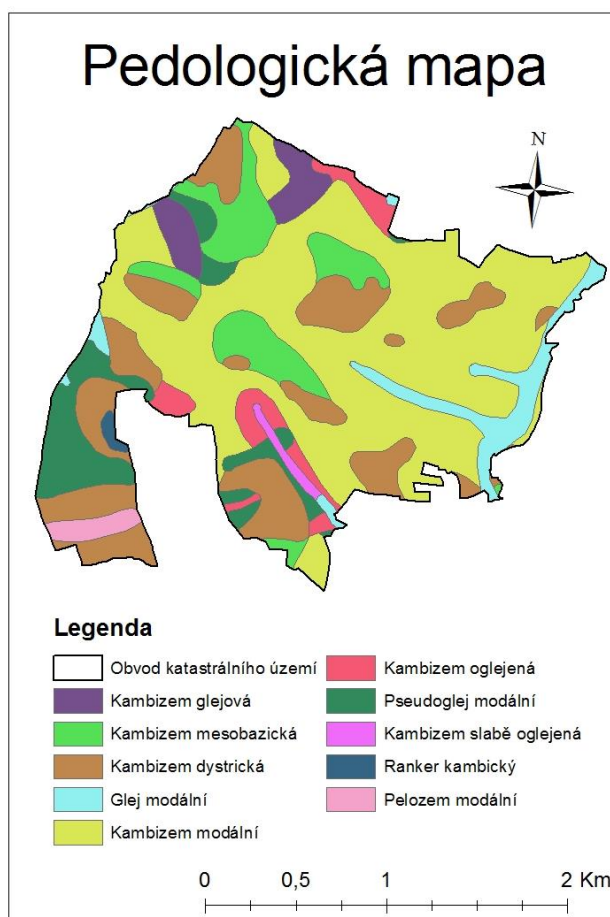 Pedologická mapa
N
Legenda
Obvod katastrálního území
Kambizem glejová
Kambizem mesobazická
Kambizem dystrická
Glej modální
Kambizem modální
Kambizem oglejená
Pseudoglej modální
Kambizem slabě oglejená
Ranker kambický
Pelozem modální
0 0,5 1 2 Km